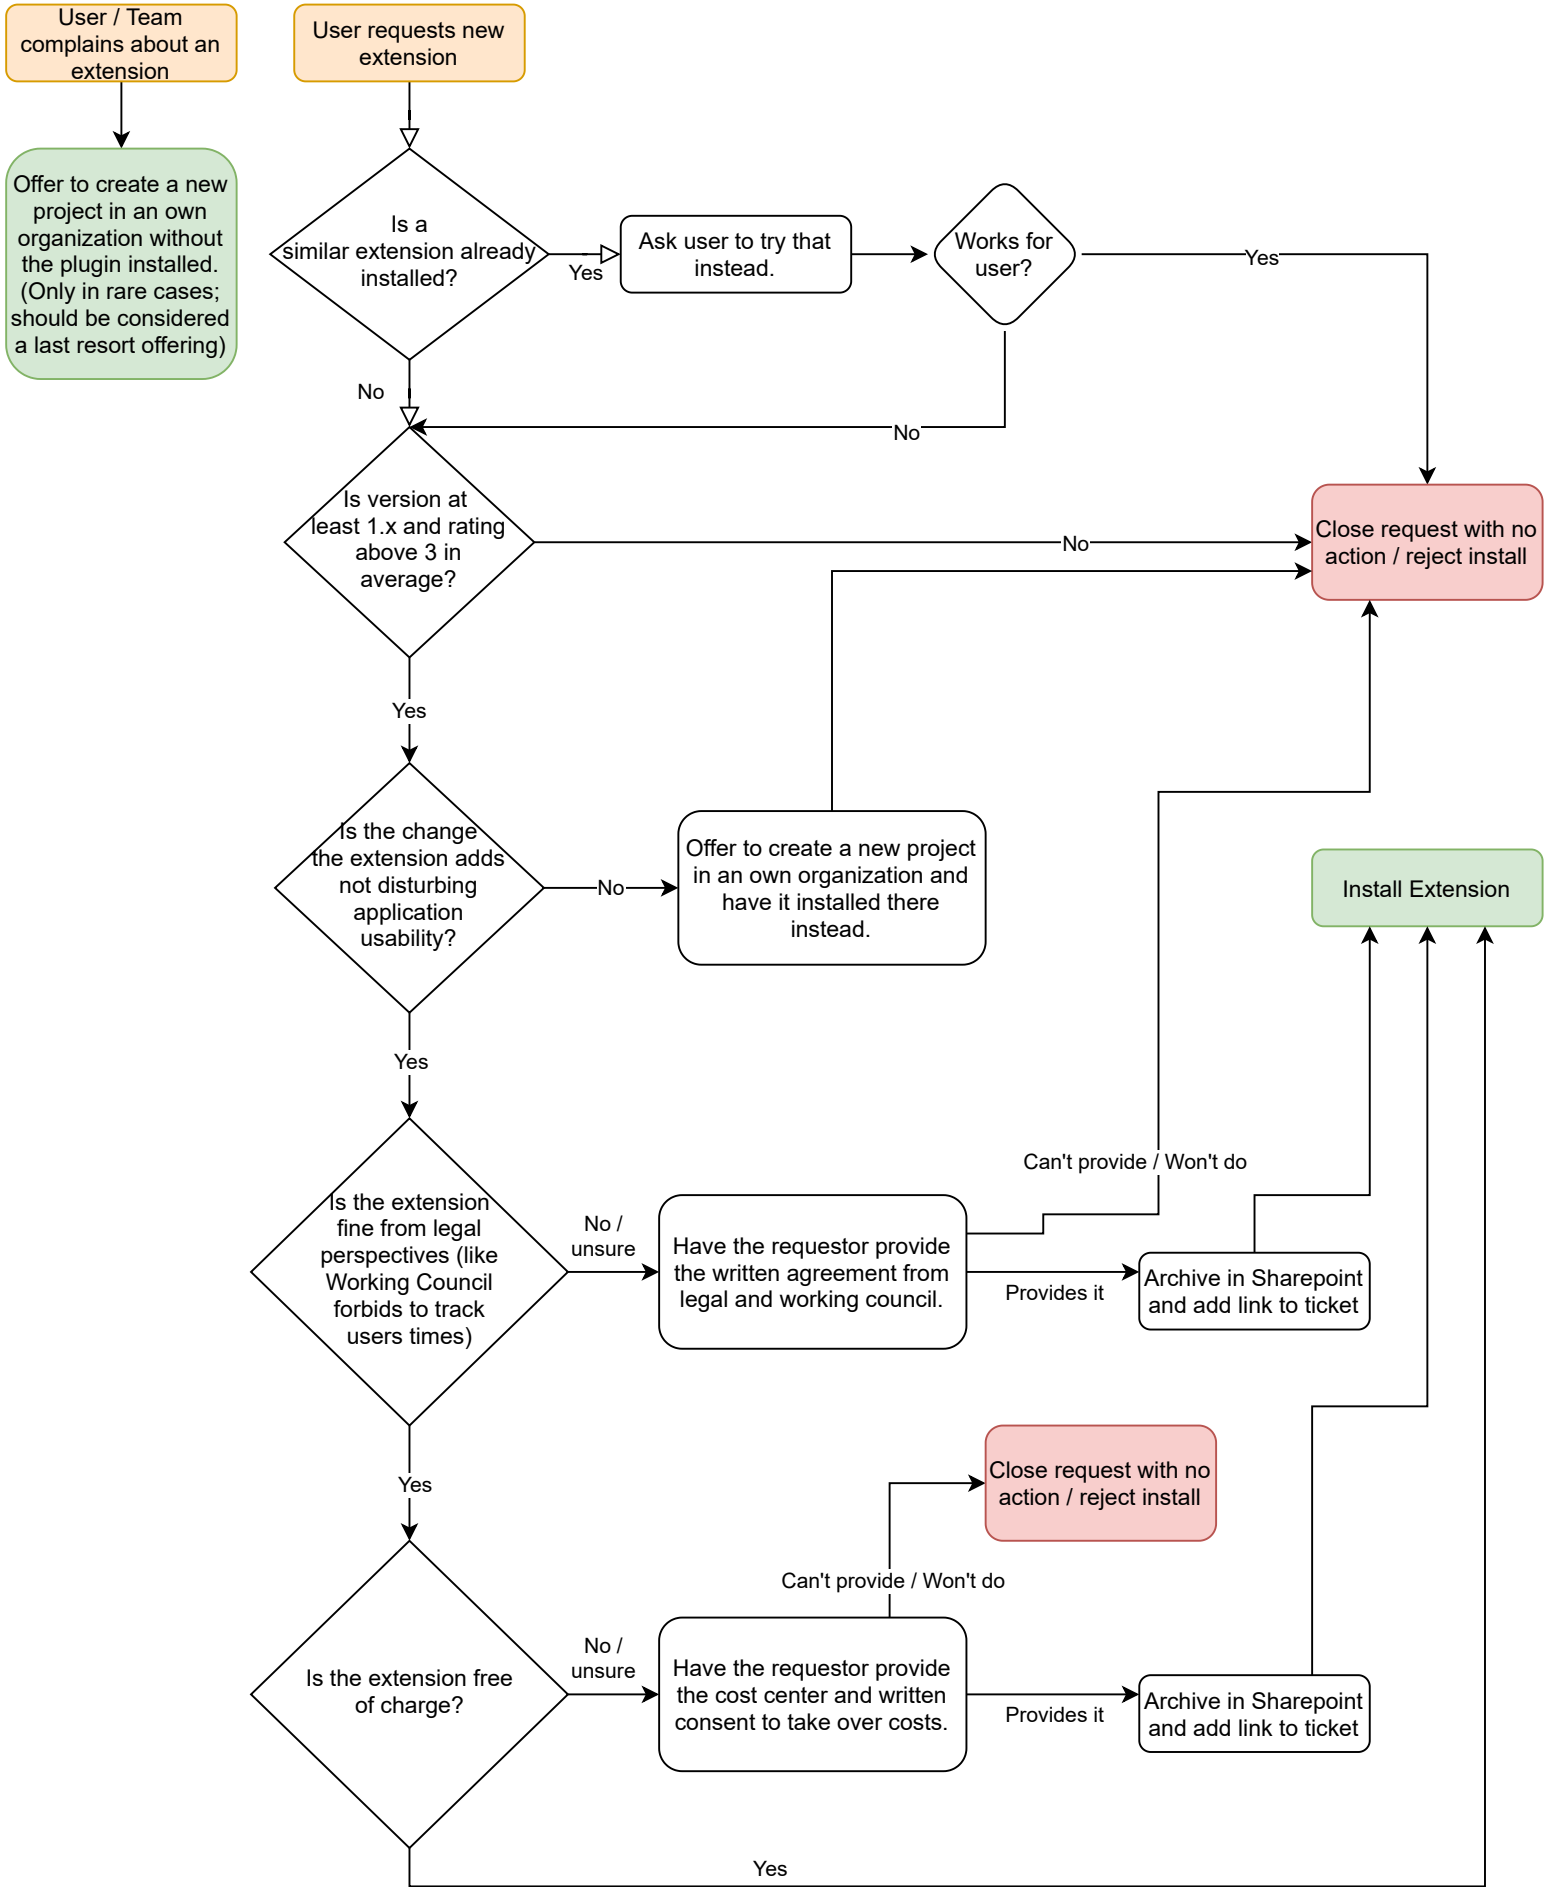 User / Team
complains about an
extension
User requests new
extension
Offer to create a new
project in an own
organization without
the plugin installed.
(Only in rare cases;
should be considered
a last resort offering)
Is a
similar extension already
installed?
Yes
Ask user to try that
instead.
Works for
user?
Yes
No
No
Is version at
least 1.x and rating
above 3 in
average?
No
Close request with no
action / reject install
Yes
Is the change
the extension adds
not disturbing
application
usability?
No
Offer to create a new project
in an own organization and
have it installed there
instead.
Install Extension
Yes
Is the extension
fine from legal
perspectives (like
Working Council
forbids to track
users times)
No /
unsure
Have the requestor provide
the written agreement from
legal and working council.
Can't provide / Won't do
Provides it
Archive in Sharepoint
and add link to ticket
Yes
Close request with no
action / reject install
Can't provide / Won't do
Is the extension free
of charge?
No /
unsure
Have the requestor provide
the cost center and written
consent to take over costs.
Provides it
Archive in Sharepoint
and add link to ticket
Yes